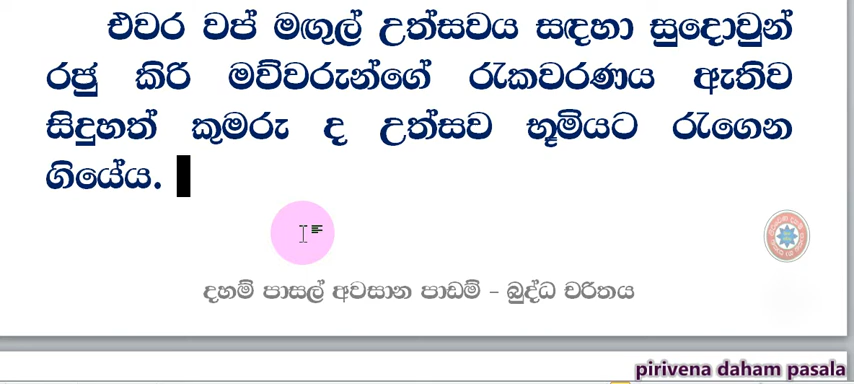 එවර වප් මඟුල් උත්සවය සඳහා සුදොවුන්
රජු කිරි මව්වරුන්ගේ රැකවරණය ඇතිව
සිදුහත් කුමරු ද උත්සව භූමියට රැගෙන
ගියේය.
දහම් පාසල් අවසාන පාඩම් – බුද්ධ චරිතය
pirivena daham pasala